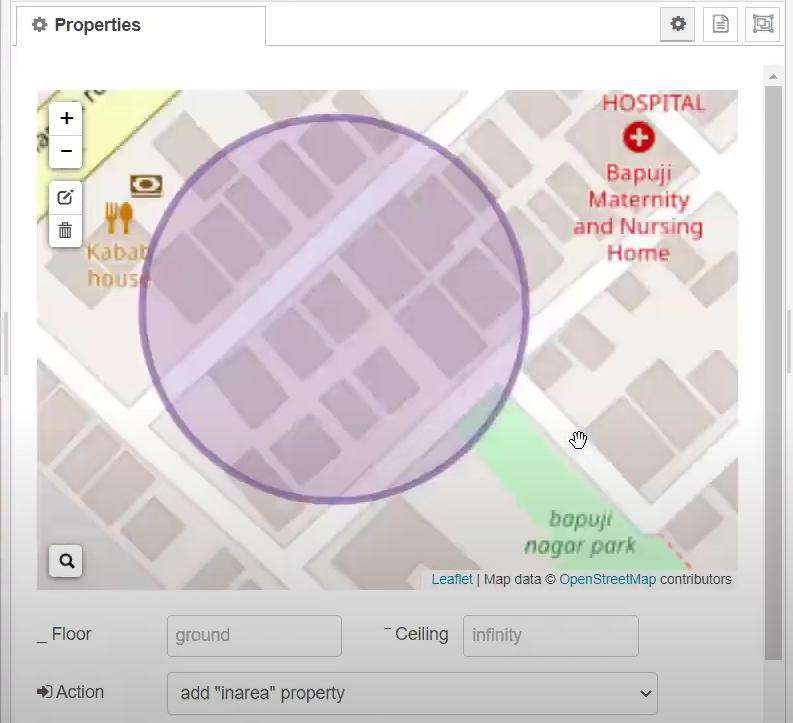 Properties
+
−
HOSPITAL
Bapuji
Maternity
and Nursing
Home
Kabab
house
bapuji
nagar park
Leaflet | Map data © OpenStreetMap contributors
_ Floor
ground
‾ Ceiling
infinity
Action
add "inarea" property